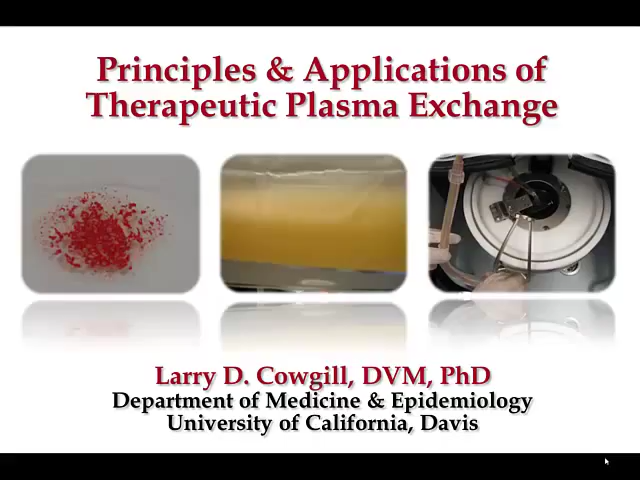 Principles & Applications of
Therapeutic Plasma Exchange
Larry D. Cowgill, DVM, PhD
Department of Medicine & Epidemiology
University of California, Davis